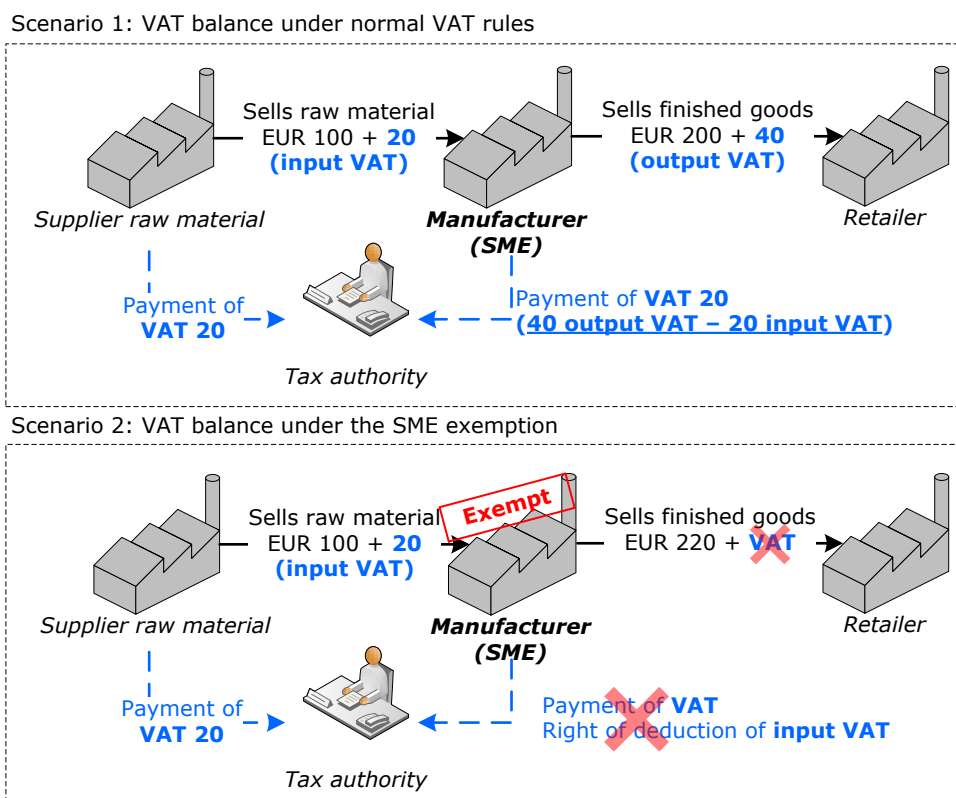 Scenario 1: VAT balance under normal VAT rules
Sells raw material
EUR 100 + 20
(input VAT)
Sells finished goods
EUR 200 + 40
(output VAT)
Supplier raw material
Manufacturer
(SME)
Retailer
Payment of
VAT 20
Payment of VAT 20
(40 output VAT – 20 input VAT)
Tax authority
Scenario 2: VAT balance under the SME exemption
Exempt
Sells raw material
EUR 100 + 20
(input VAT)
Sells finished goods
EUR 220 + VAT
Supplier raw material
Manufacturer
(SME)
Retailer
Payment of
VAT 20
Payment of VAT
Right of deduction of input VAT
Tax authority